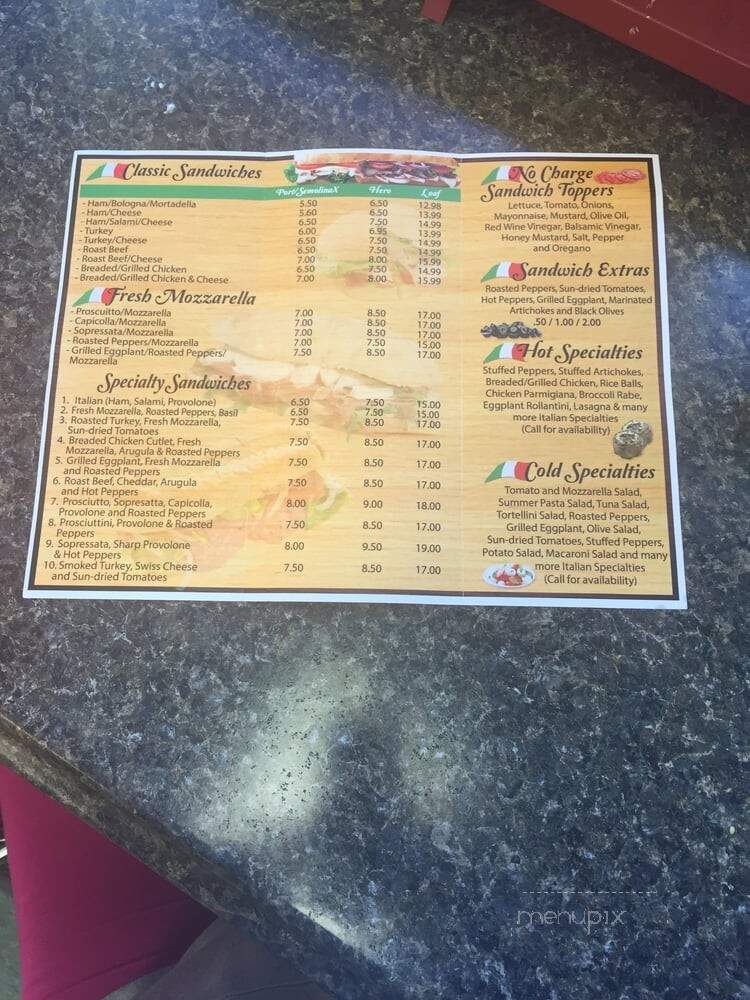 Classic Sandwiches
Port/SemolinaX Hero Loaf
- Ham/Bologna/Mortadella 5.50 6.50 12.98
- Ham/Cheese 5.60 6.50 13.99
- Ham/Salami/Cheese 6.50 7.50 14.99
- Turkey 6.00 6.95 13.99
- Turkey/Cheese 6.50 7.50 14.99
- Roast Beef 6.50 7.50 14.99
- Roast Beef/Cheese 7.00 8.00 15.99
- Breaded/Grilled Chicken 6.50 7.50 14.99
- Breaded/Grilled Chicken & Cheese 7.00 8.00 15.99
Fresh Mozzarella
- Proscuitto/Mozzarella 7.00 8.50 17.00
- Capicolla/Mozzarella 7.00 8.50 17.00
- Sopressata/Mozzarella 7.00 8.50 17.00
- Roasted Peppers/Mozzarella 7.00 7.50 15.00
- Grilled Eggplant/Roasted Peppers/ 7.50 8.50 17.00
Mozzarella
Specialty Sandwiches
1. Italian (Ham, Salami, Provolone) 6.50 7.50 15.00
2. Fresh Mozzarella, Roasted Peppers, Basil 6.50 7.50 15.00
3. Roasted Turkey, Fresh Mozzarella, 7.50 8.50 17.00
Sun-dried Tomatoes
4. Breaded Chicken Cutlet, Fresh 7.50 8.50 17.00
Mozzarella, Arugula & Roasted Peppers
5. Grilled Eggplant, Fresh Mozzarella 7.50 8.50 17.00
and Roasted Peppers
6. Roast Beef, Cheddar, Arugula 7.50 8.50 17.00
and Hot Peppers
7. Prosciutto, Sopresatta, Capicolla, 8.00 9.00 18.00
Provolone and Roasted Peppers
8. Prosciuttini, Provolone & Roasted 7.50 8.50 17.00
Peppers
9. Sopressata, Sharp Provolone 8.00 9.50 19.00
& Hot Peppers
10. Smoked Turkey, Swiss Cheese 7.50 8.50 17.00
and Sun-dried Tomatoes
No Charge
Sandwich Toppers
Lettuce, Tomato, Onions,
Mayonnaise, Mustard, Olive Oil,
Red Wine Vinegar, Balsamic Vinegar,
Honey Mustard, Salt, Pepper
and Oregano
Sandwich Extras
Roasted Peppers, Sun-dried Tomatoes,
Hot Peppers, Grilled Eggplant, Marinated
Artichokes and Black Olives
.50 / 1.00 / 2.00
Hot Specialties
Stuffed Peppers, Stuffed Artichokes,
Breaded/Grilled Chicken, Rice Balls,
Chicken Parmigiana, Broccoli Rabe,
Eggplant Rollantini, Lasagna & many
more Italian Specialties
(Call for availability)
Cold Specialties
Tomato and Mozzarella Salad,
Summer Pasta Salad, Tuna Salad,
Tortellini Salad, Roasted Peppers,
Grilled Eggplant, Olive Salad,
Sun-dried Tomatoes, Stuffed Peppers,
Potato Salad, Macaroni Salad and many
more Italian Specialties
(Call for availability)
menupix